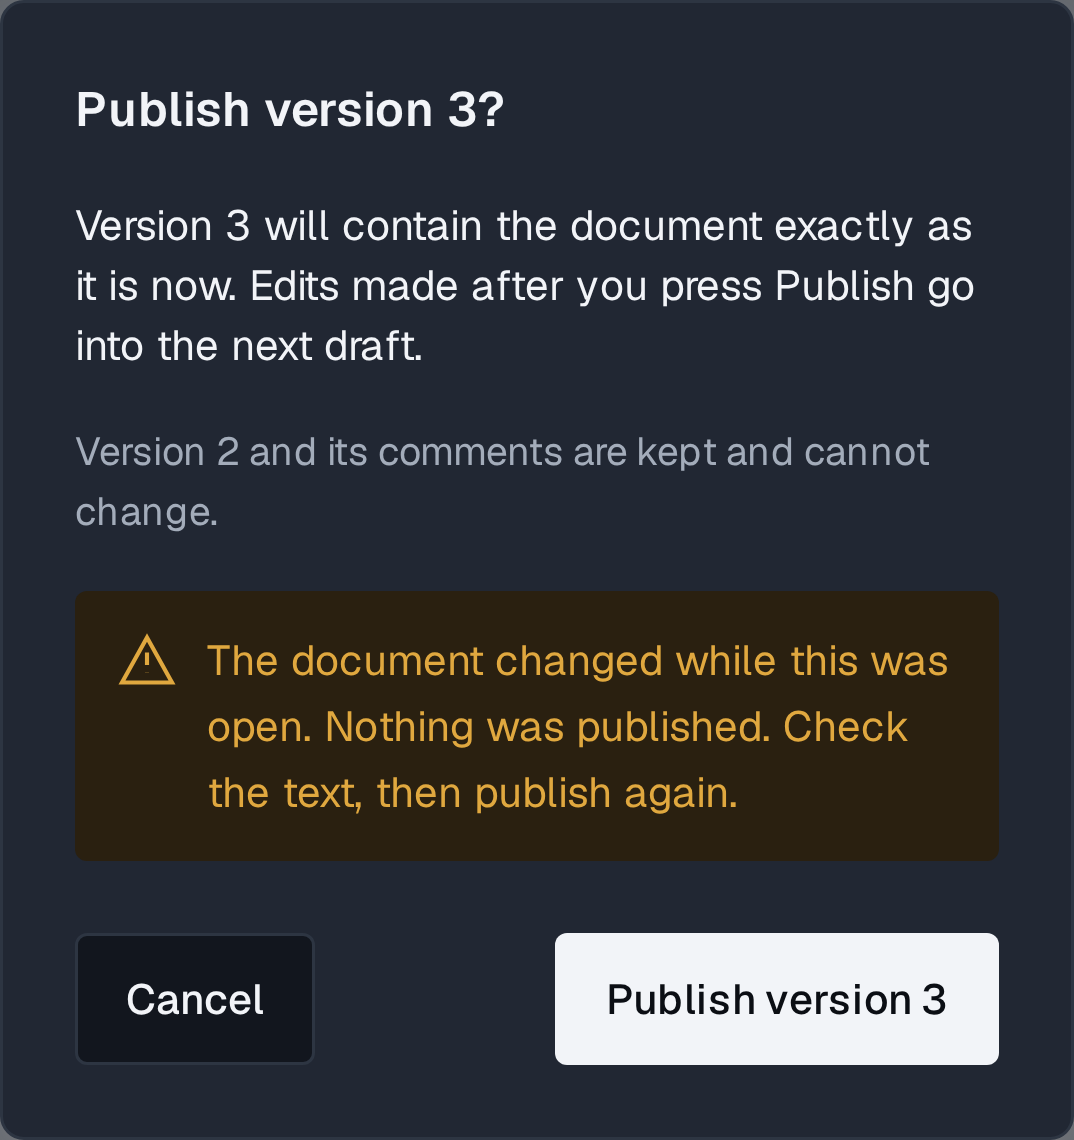 Publish version 3?
Version 3 will contain the document exactly as
it is now. Edits made after you press Publish go
into the next draft.
Version 2 and its comments are kept and cannot
change.
The document changed while this was
open. Nothing was published. Check
the text, then publish again.
Cancel
Publish version 3